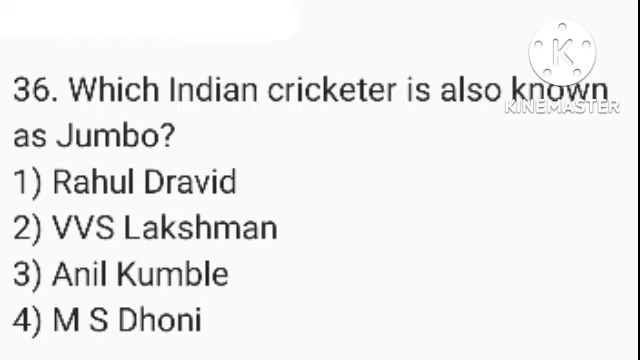 36. Which Indian cricketer is also known
as Jumbo?
1) Rahul Dravid
2) VVS Lakshman
3) Anil Kumble
4) M S Dhoni
K
KINEMASTER